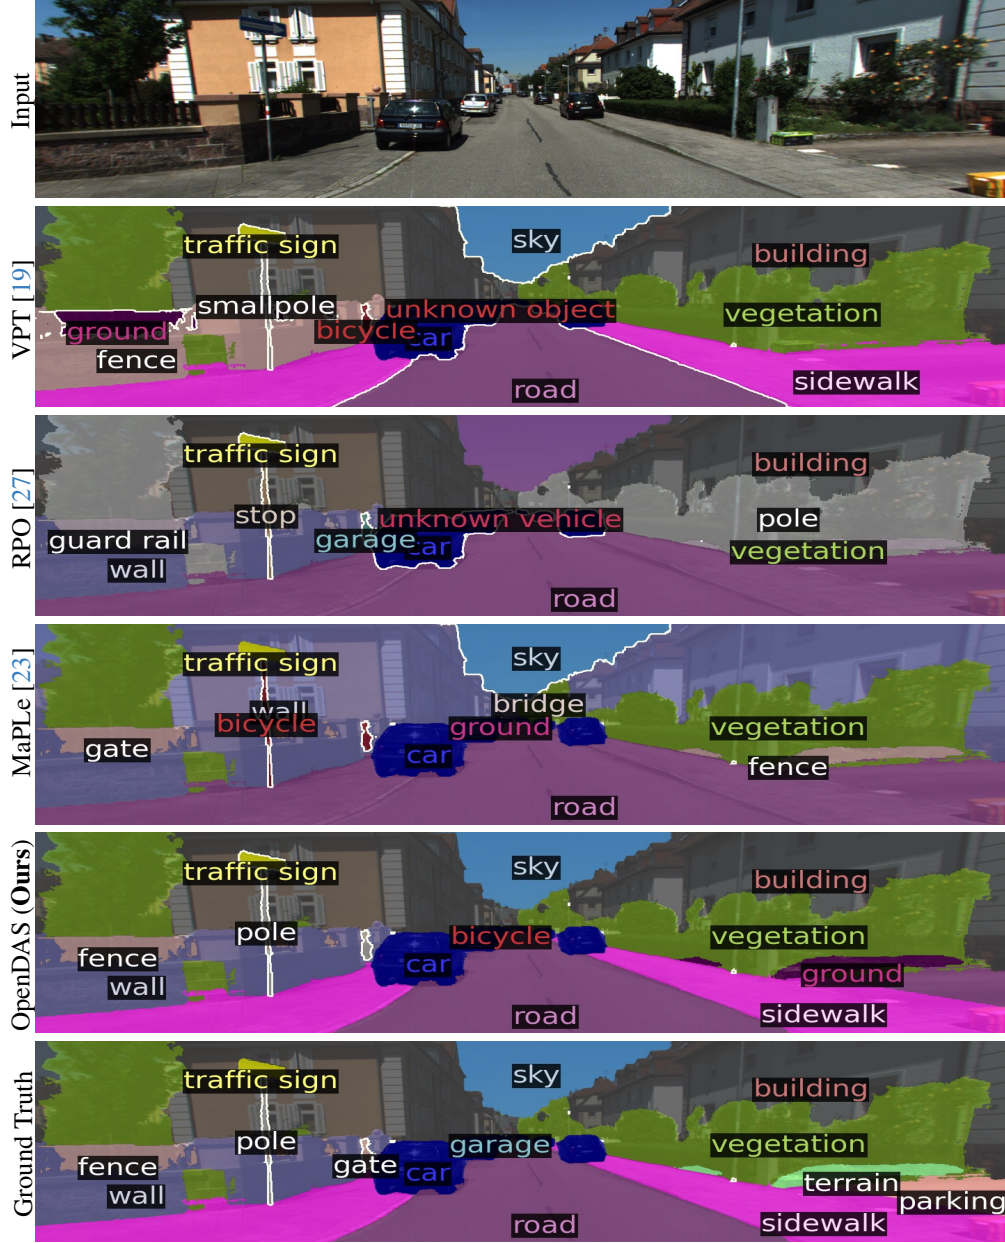 Input
VPT [19]
traffic sign
sky
building
smallpole
unknown object
ground
bicycle
car
vegetation
fence
road
sidewalk
RPO [27]
traffic sign
building
stop
unknown vehicle
pole
guard rail
garage
car
vegetation
wall
road
MaPLe [23]
traffic sign
sky
wall
bridge
bicycle
ground
vegetation
gate
car
fence
road
OpenDAS (Ours)
traffic sign
sky
building
pole
bicycle
vegetation
fence
car
ground
wall
road
sidewalk
Ground Truth
traffic sign
sky
building
pole
garage
vegetation
fence
gate
car
terrain
wall
parking
road
sidewalk